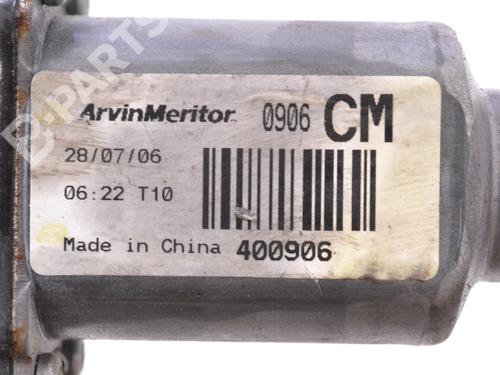 ArvinMeritor 0906 CM
28/07/06
06:22 T10
Made in China 400906
B-PARTS